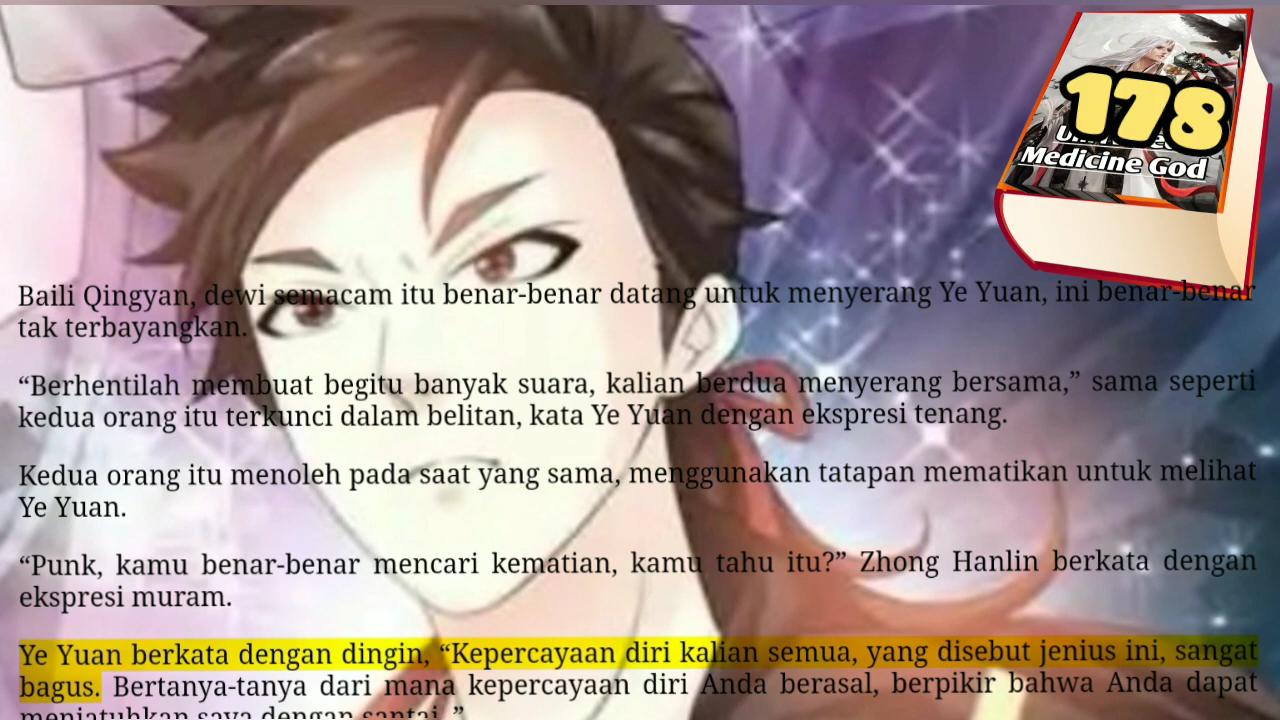 178
Medicine God
Baili Qingyan, dewi semacam itu benar-benar datang untuk menyerang Ye Yuan, ini benar-benar
tak terbayangkan.
“Berhentilah membuat begitu banyak suara, kalian berdua menyerang bersama,” sama seperti
kedua orang itu terkunci dalam belitan, kata Ye Yuan dengan ekspresi tenang.
Kedua orang itu menoleh pada saat yang sama, menggunakan tatapan mematikan untuk melihat
Ye Yuan.
“Punk, kamu benar-benar mencari kematian, kamu tahu itu?” Zhong Hanlin berkata dengan
ekspresi muram.
Ye Yuan berkata dengan dingin, “Kepercayaan diri kalian semua, yang disebut jenius ini, sangat
bagus. Bertanya-tanya dari mana kepercayaan diri Anda berasal, berpikir bahwa Anda dapat
menjatuhkan saya dengan santai.”